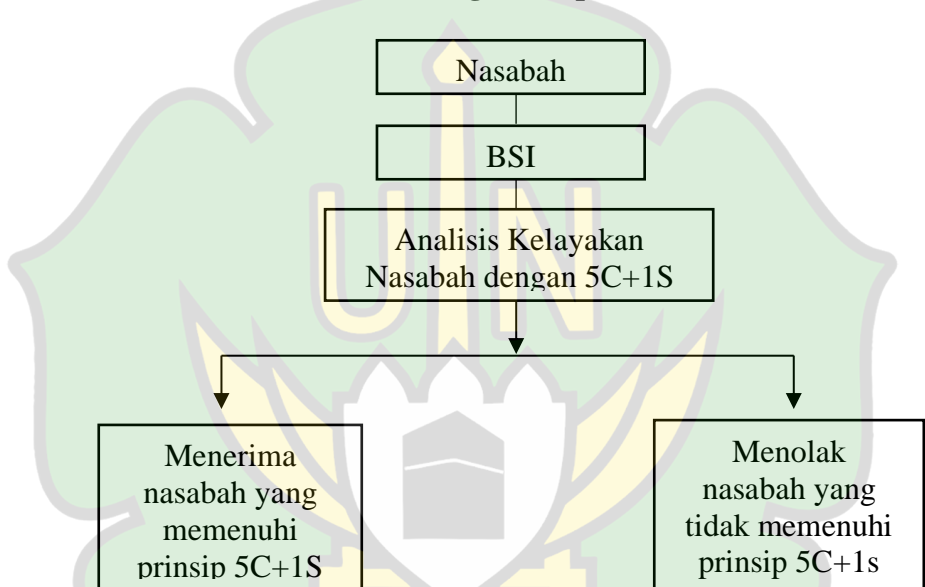 Nasabah
BSI
Analisis Kelayakan
Nasabah dengan 5C+1S
UIN
Menerima
nasabah yang
memenuhi
prinsip 5C+1S
Menolak
nasabah yang
tidak memenuhi
prinsip 5C+1s